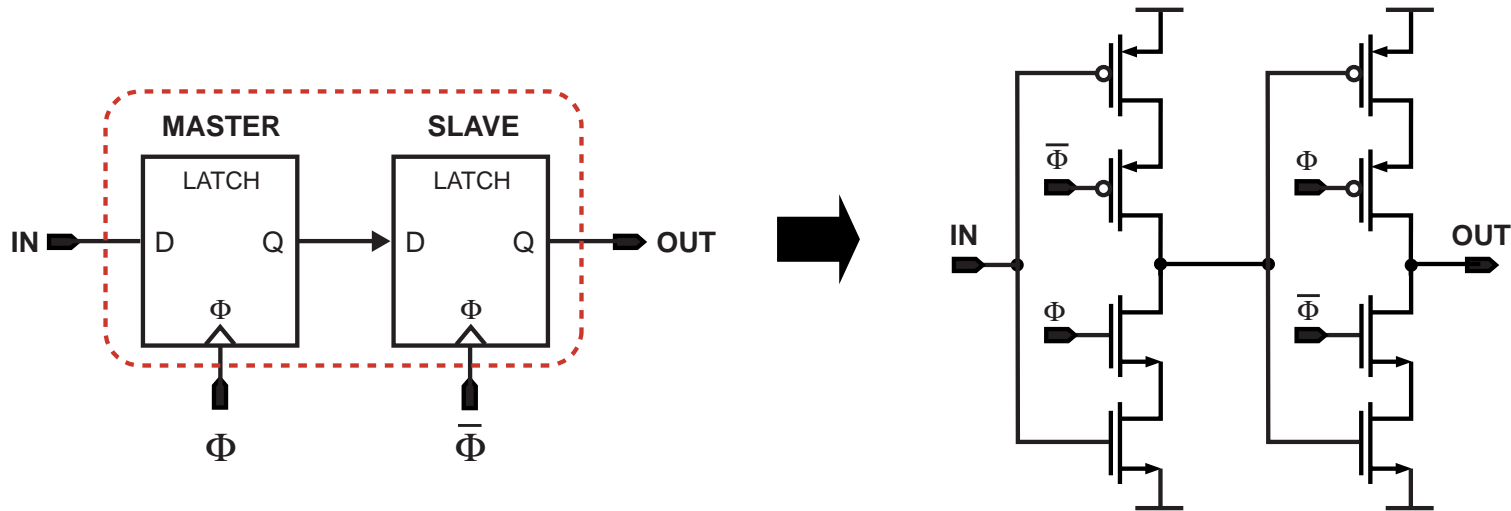 MASTER
SLAVE
LATCH
LATCH
IN
D
Q
D
Q
OUT
Φ
Φ
Φ
Φ̅
Φ̅
Φ
IN
OUT
Φ
Φ̅